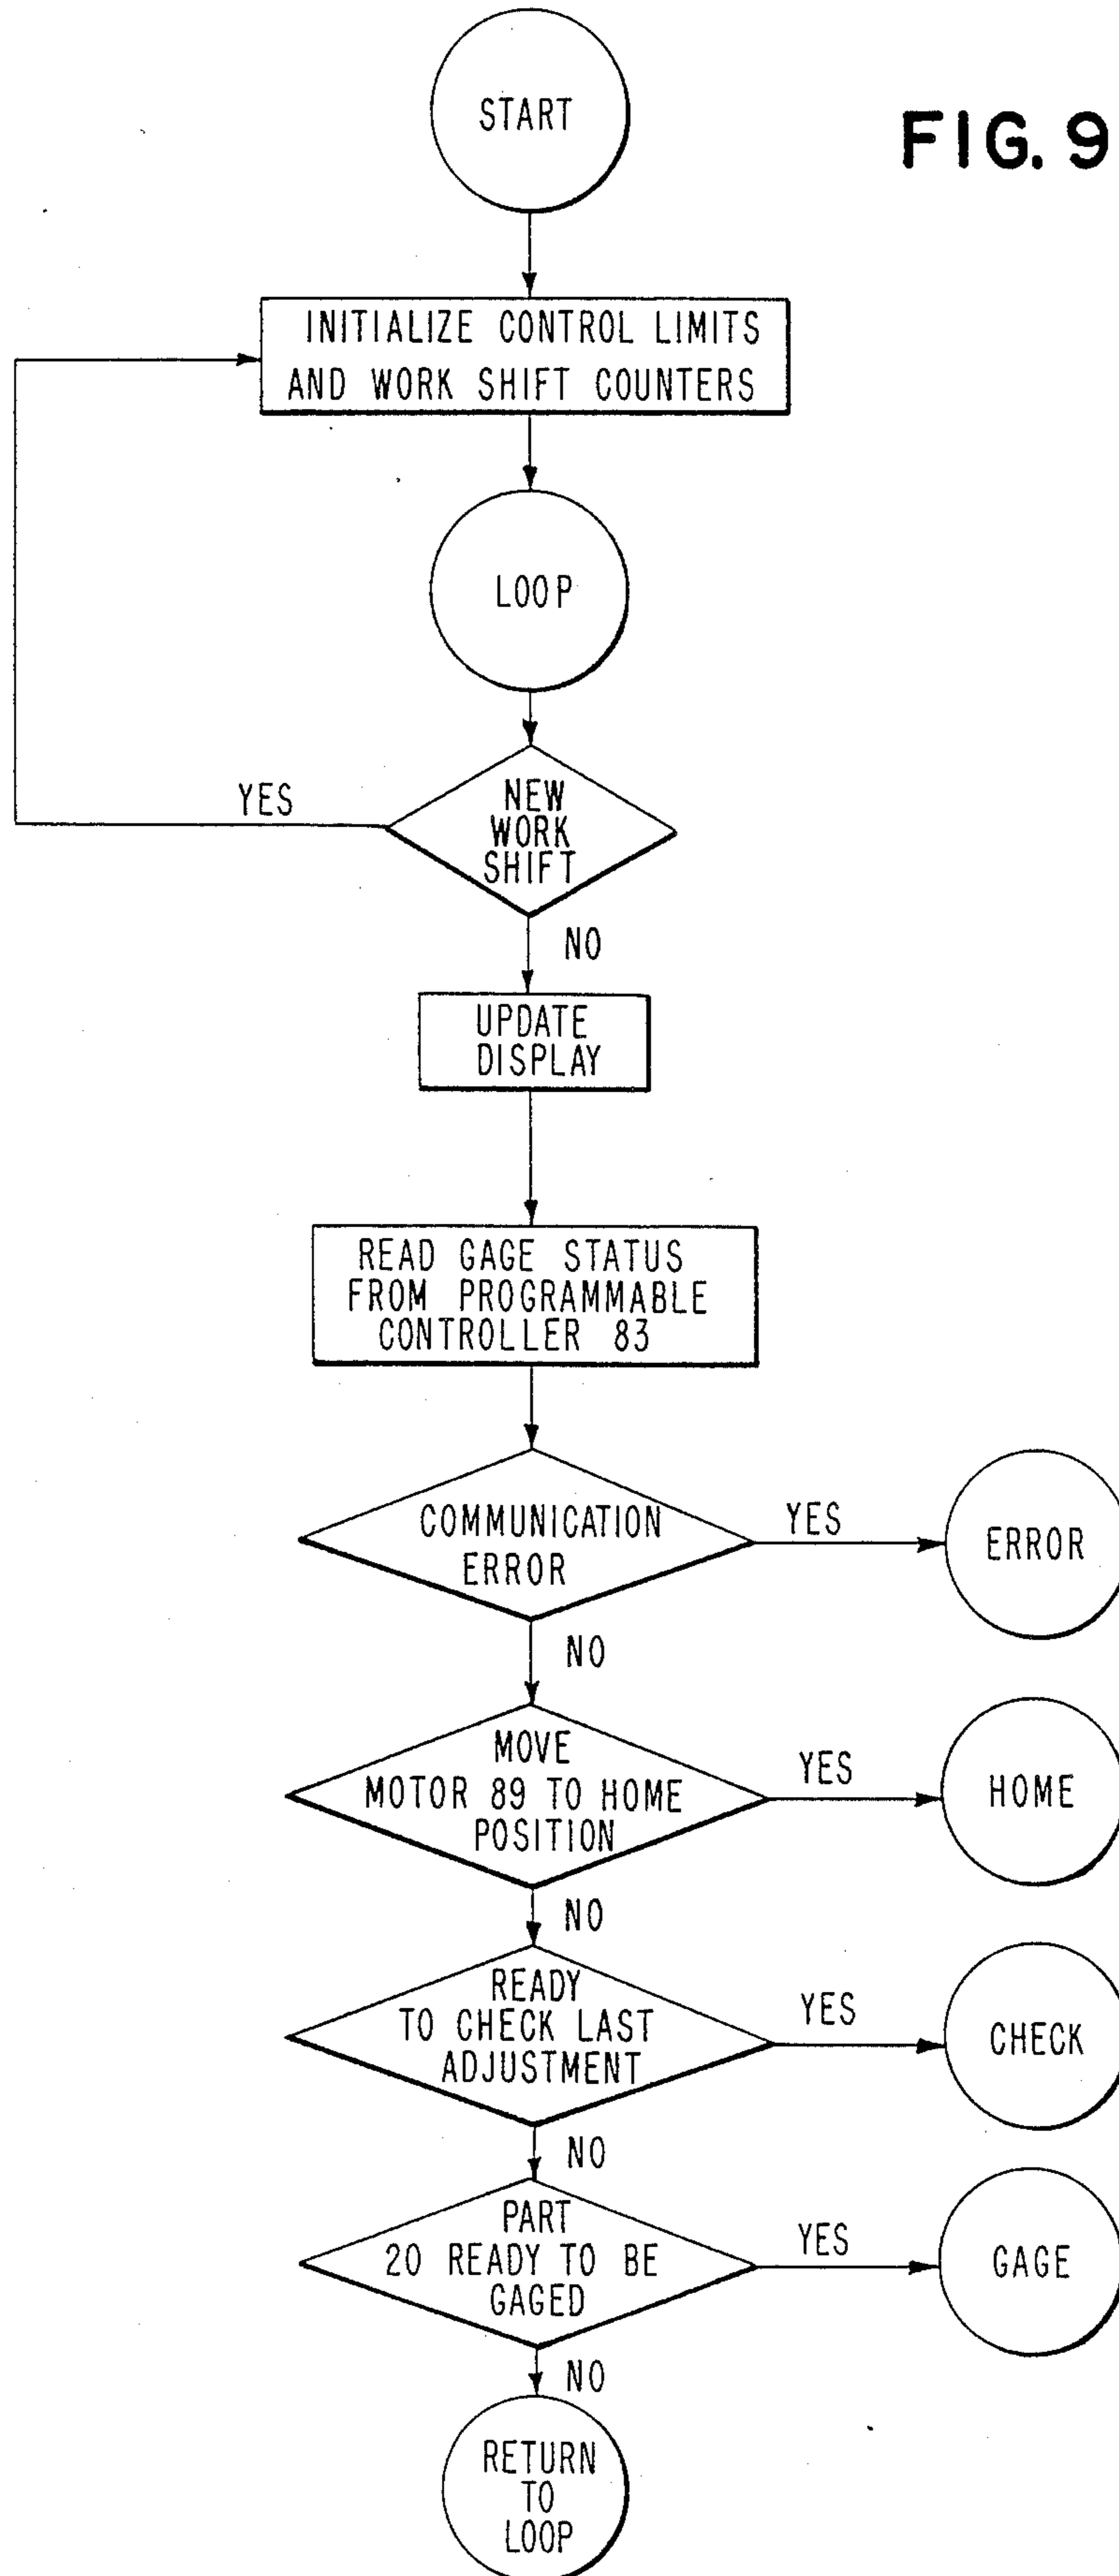 START
FIG. 9
INITIALIZE CONTROL LIMITS
AND WORK SHIFT COUNTERS
LOOP
YES
NEW
WORK
SHIFT
NO
UPDATE
DISPLAY
READ GAGE STATUS
FROM PROGRAMMABLE
CONTROLLER 83
COMMUNICATION
ERROR
YES
ERROR
NO
MOVE
MOTOR 89 TO HOME
POSITION
YES
HOME
NO
READY
TO CHECK LAST
ADJUSTMENT
YES
CHECK
NO
PART
20 READY TO BE
GAGED
YES
GAGE
NO
RETURN
TO
LOOP